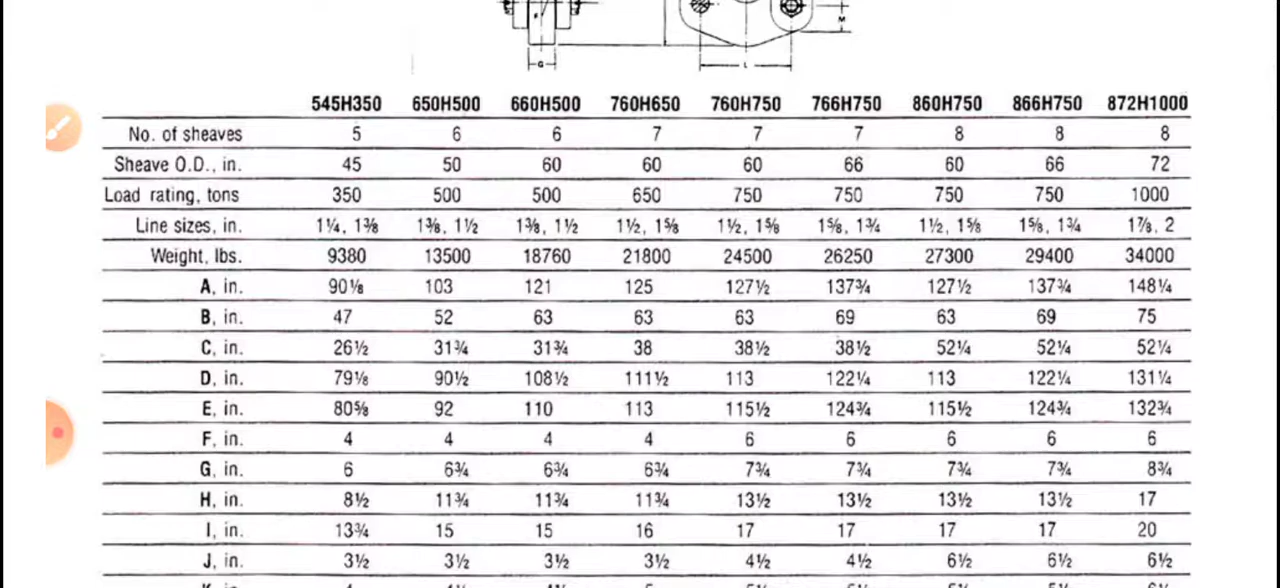 F
M
G
L
545H350 650H500 660H500 760H650 760H750 766H750 860H750 866H750 872H1000
No. of sheaves 5 6 6 7 7 7 8 8 8
Sheave O.D., in. 45 50 60 60 60 66 60 66 72
Load rating, tons 350 500 500 650 750 750 750 750 1000
Line sizes, in. 1¼, 1⅜ 1⅜, 1½ 1⅜, 1½ 1½, 1⅝ 1½, 1⅝ 1⅝, 1¾ 1½, 1⅝ 1⅝, 1¾ 1⅞, 2
Weight, lbs. 9380 13500 18760 21800 24500 26250 27300 29400 34000
A, in. 90⅛ 103 121 125 127½ 137¾ 127½ 137¾ 148¼
B, in. 47 52 63 63 63 69 63 69 75
C, in. 26½ 31¾ 31¾ 38 38½ 38½ 52¼ 52¼ 52¼
D, in. 79⅛ 90½ 108½ 111½ 113 122¼ 113 122¼ 131¼
E, in. 80⅝ 92 110 113 115½ 124¾ 115½ 124¾ 132¾
F, in. 4 4 4 4 6 6 6 6 6
G, in. 6 6¾ 6¾ 6¾ 7¾ 7¾ 7¾ 7¾ 8¾
H, in. 8½ 11¾ 11¾ 11¾ 13½ 13½ 13½ 13½ 17
I, in. 13¾ 15 15 16 17 17 17 17 20
J, in. 3½ 3½ 3½ 3½ 4½ 4½ 6½ 6½ 6½